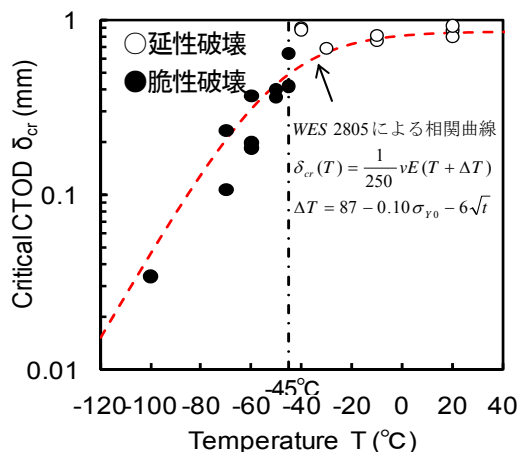 1
○延性破壊
●脆性破壊
WES 2805による相関曲線
δcr(T)=1/250 vE(T+ΔT)
ΔT=87−0.10σY0−6√t
Critical CTOD δcr (mm)
0.1
0.01
-45℃
-120 -100 -80 -60 -40 -20 0 20 40
Temperature T (℃)